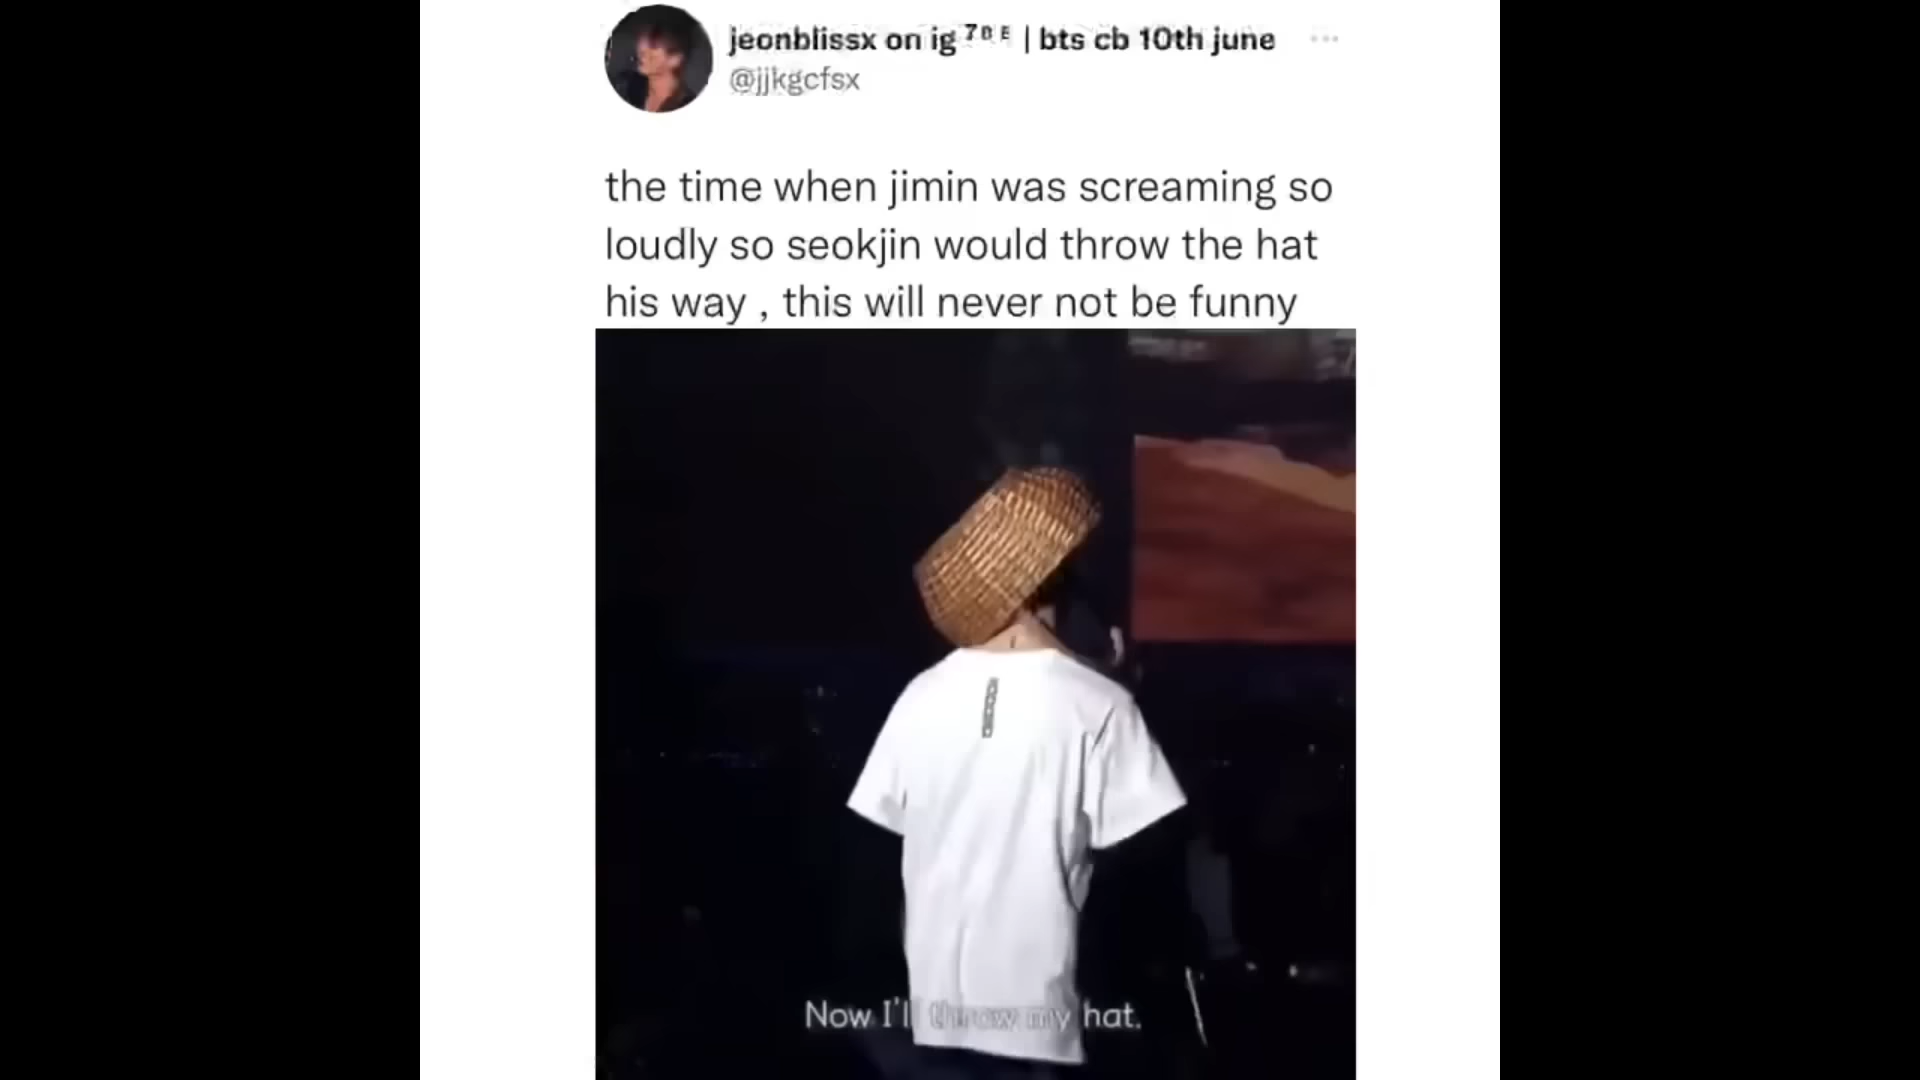 jeonblissx on ig ⁷ ᴮ ᴱ | bts cb 10th june
@jjkgcfsx
the time when jimin was screaming so
loudly so seokjin would throw the hat
his way , this will never not be funny
Now I'll throw my hat.